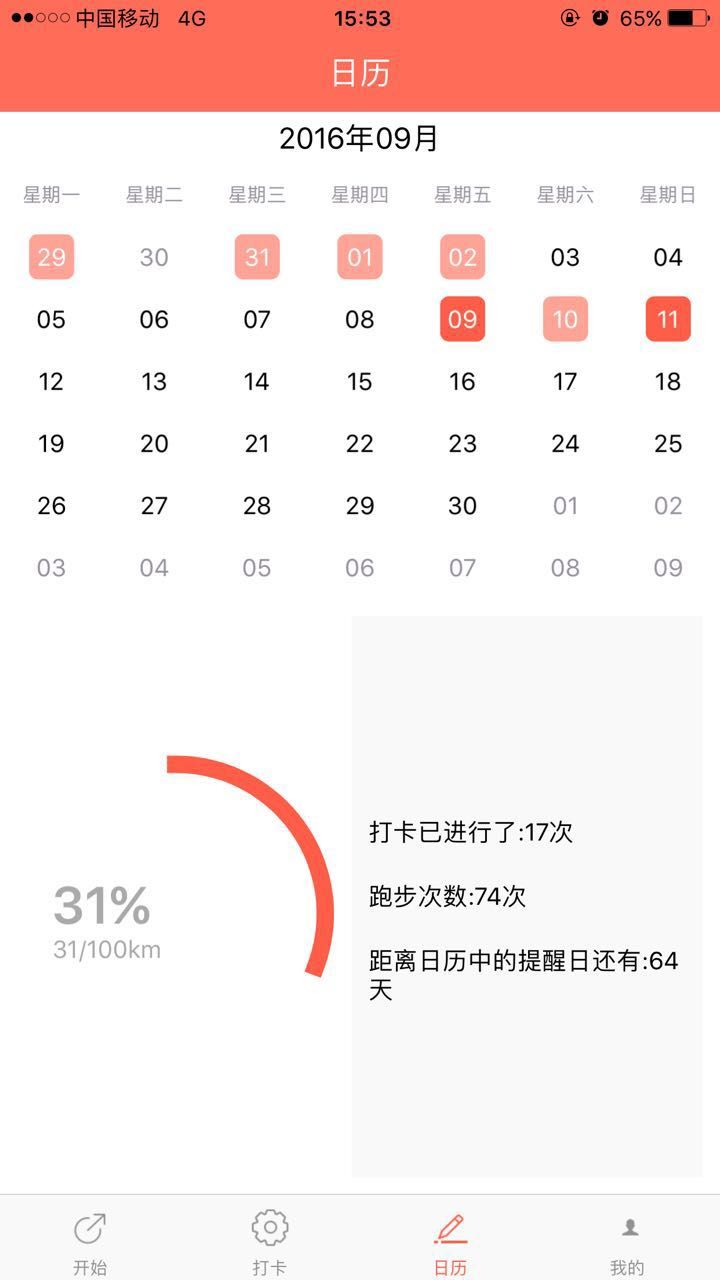 中国移动 4G 15:53 65%
日历
2016年09月
星期一 星期二 星期三 星期四 星期五 星期六 星期日
29 30 31 01 02 03 04
05 06 07 08 09 10 11
12 13 14 15 16 17 18
19 20 21 22 23 24 25
26 27 28 29 30 01 02
03 04 05 06 07 08 09
打卡已进行了:17次
跑步次数:74次
31%
31/100km
距离日历中的提醒日还有:64
天
开始 打卡 日历 我的